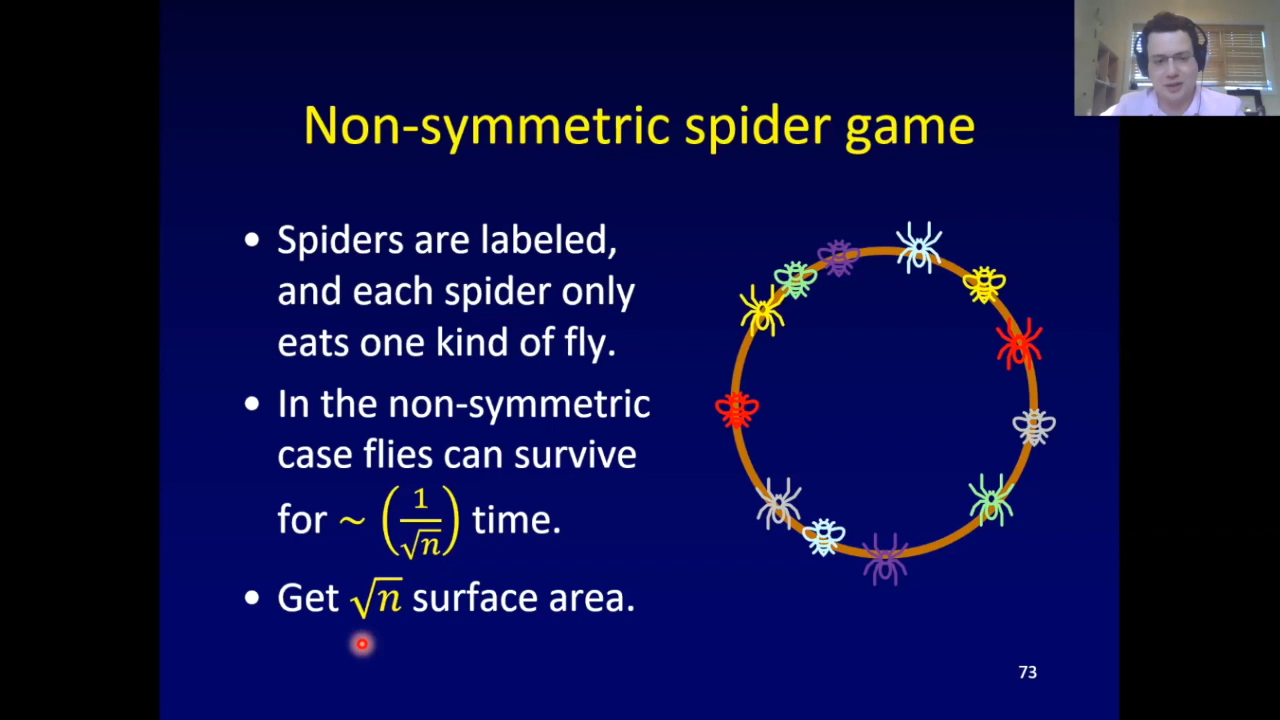 Non-symmetric spider game
• Spiders are labeled,
and each spider only
eats one kind of fly.
• In the non-symmetric
case flies can survive
for ~ (1/√n) time.
• Get √n surface area.
73